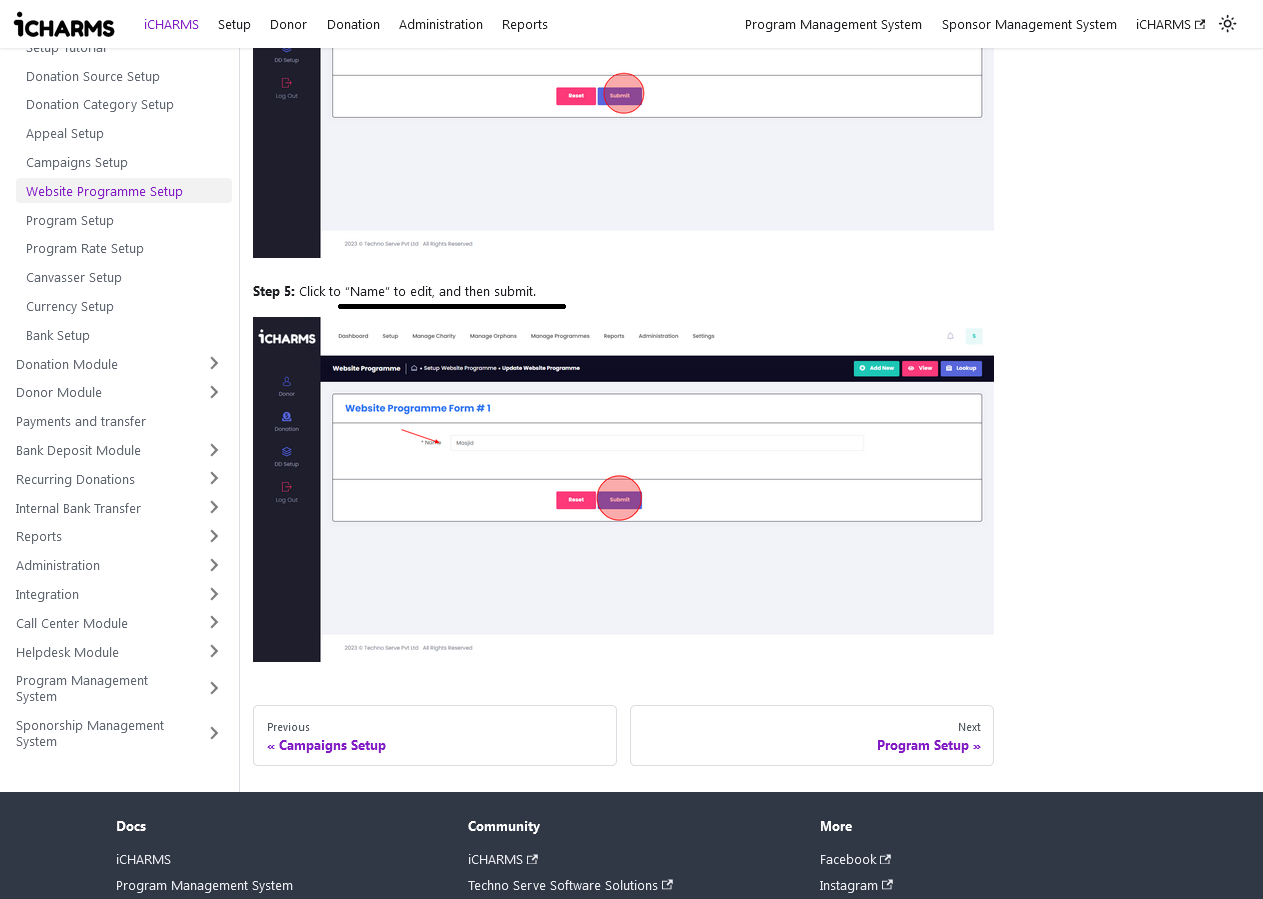 iCHARMS
iCHARMS Setup Donor Donation Administration Reports Program Management System Sponsor Management System iCHARMS
Setup Tutorial
Donation Source Setup
Donation Category Setup
Appeal Setup
Campaigns Setup
Website Programme Setup
Program Setup
Program Rate Setup
Canvasser Setup
Currency Setup
Bank Setup
Donation Module
Donor Module
Payments and transfer
Bank Deposit Module
Recurring Donations
Internal Bank Transfer
Reports
Administration
Integration
Call Center Module
Helpdesk Module
Program Management
System
Sponorship Management
System
DD Setup
Log Out
Reset Submit
2023 © Techno Serve Pvt Ltd All Rights Reserved
Step 5: Click to “Name” to edit, and then submit.
iCHARMS
Dashboard Setup Manage Charity Manage Orphans Manage Programmes Reports Administration Settings S
Website Programme • Setup Website Programme • Update Website Programme Add New View Lookup
Donor
Donation
DD Setup
Log Out
Website Programme Form # 1
* Name Masjid
Reset Submit
2023 © Techno Serve Pvt Ltd All Rights Reserved
Previous
« Campaigns Setup
Next
Program Setup »
Docs
iCHARMS
Program Management System
Community
iCHARMS
Techno Serve Software Solutions
More
Facebook
Instagram